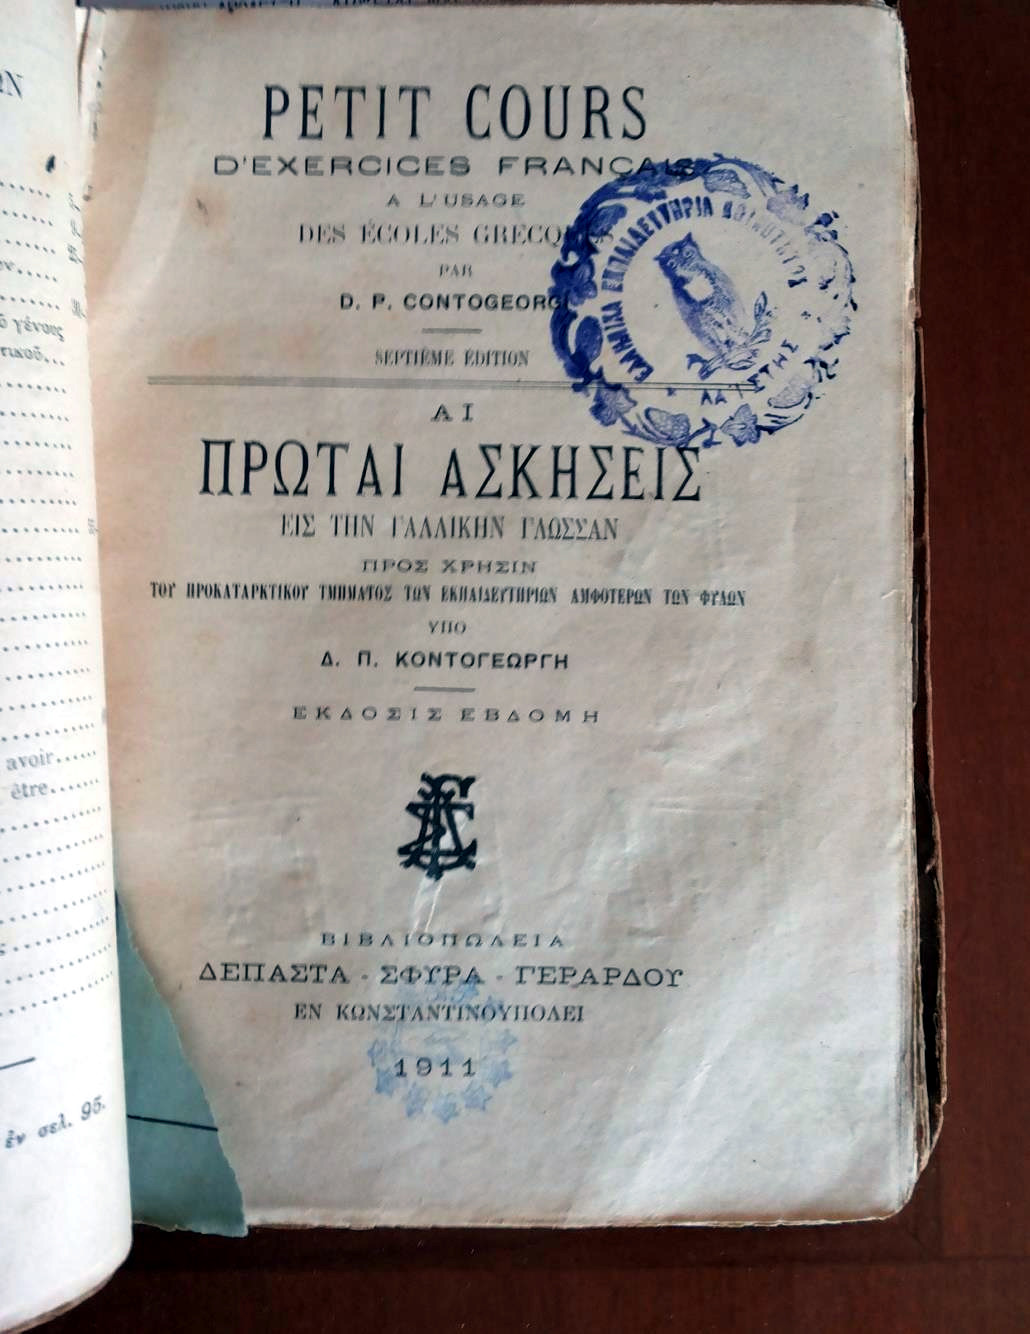 PETIT COURS
D'EXERCICES FRANÇAIS
A L'USAGE
DES ÉCOLES GRECQUES
PAR
D. P. CONTOGEORGI
SEPTIÈME ÉDITION
ΑΙ
ΠΡΩΤΑΙ ΑΣΚΗΣΕΙΣ
ΕΙΣ ΤΗΝ ΓΑΛΛΙΚΗΝ ΓΛΩΣΣΑΝ
ΠΡΟΣ ΧΡΗΣΙΝ
ΤΟΥ ΠΡΟΚΑΤΑΡΚΤΙΚΟΥ ΤΜΗΜΑΤΟΣ ΤΩΝ ΕΚΠΑΙΔΕΥΤΗΡΙΩΝ ΑΜΦΟΤΕΡΩΝ ΤΩΝ ΦΥΛΩΝ
ΥΠΟ
Δ. Π. ΚΟΝΤΟΓΕΩΡΓΗ
ΕΚΔΟΣΙΣ ΕΒΔΟΜΗ
ΒΙΒΛΙΟΠΩΛΕΙΑ
ΔΕΠΑΣΤΑ - ΣΦΥΡΑ - ΓΕΡΑΡΔΟΥ
ΕΝ ΚΩΝΣΤΑΝΤΙΝΟΥΠΟΛΕΙ
1911
ΕΚΠΑΙΔΕΥΤΗΡΙΑ
γένους
avoir......
être.......
ἐν σελ. 95.